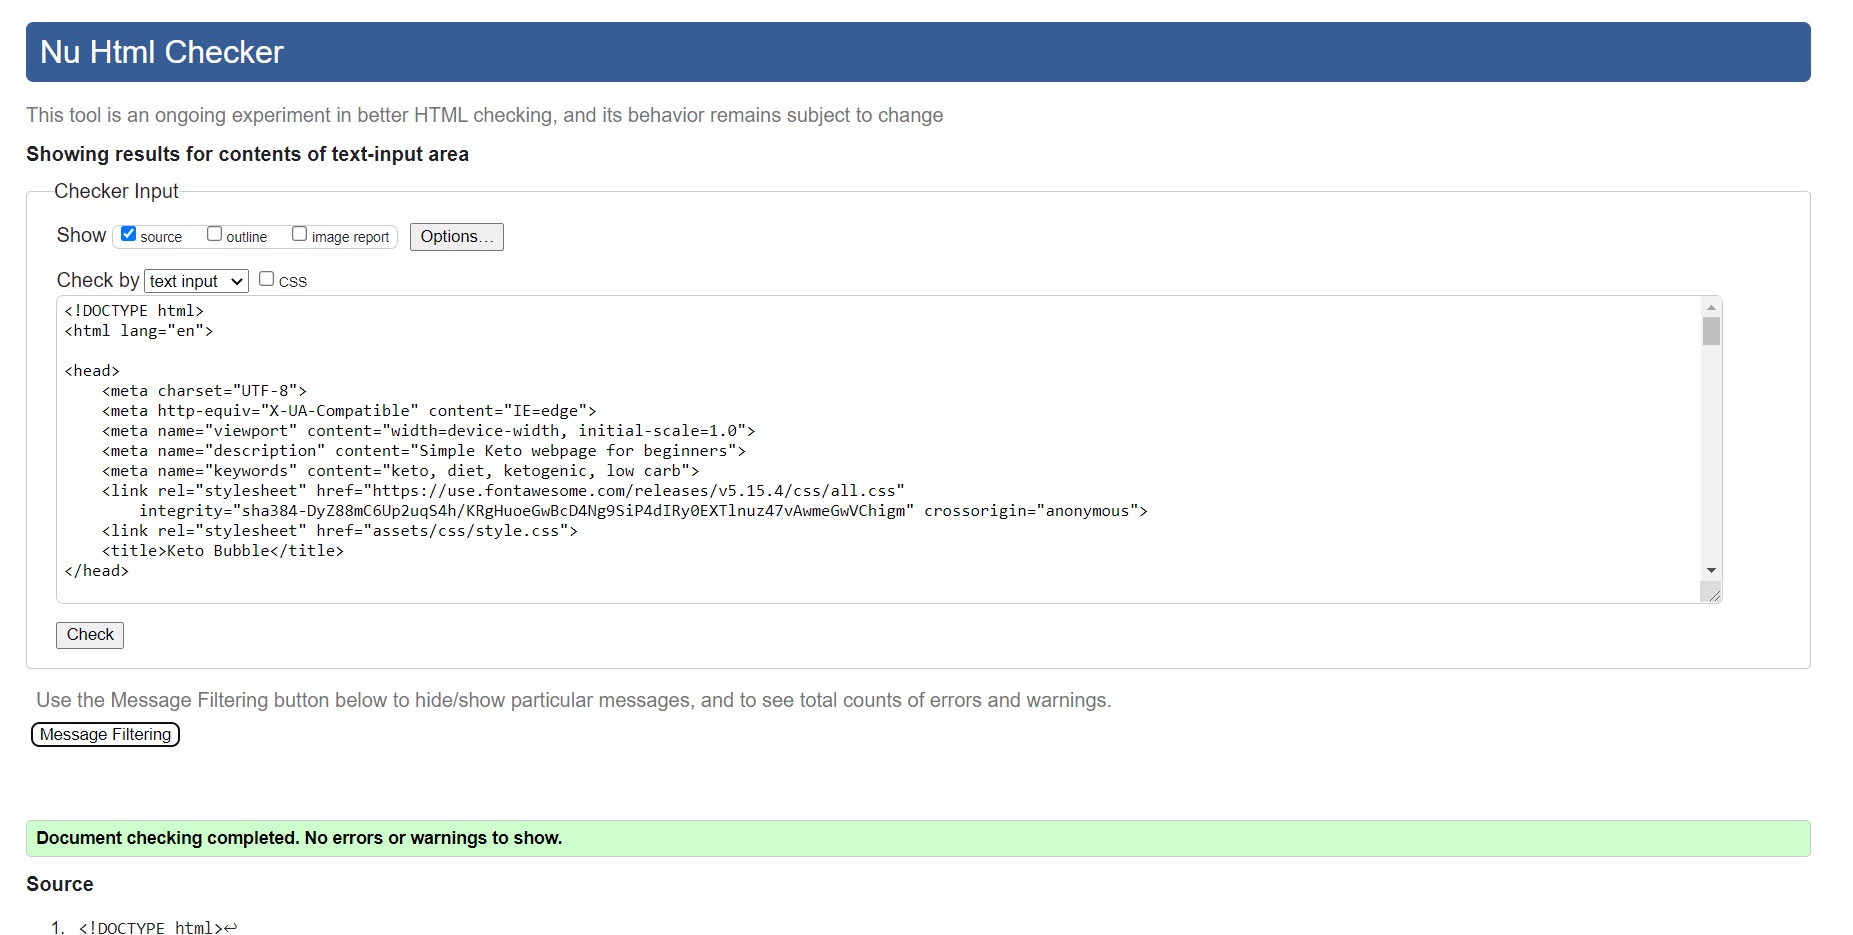 Nu Html Checker
This tool is an ongoing experiment in better HTML checking, and its behavior remains subject to change
Showing results for contents of text-input area
Checker Input
Show source outline image report Options...
Check by text input CSS
<!DOCTYPE html>
<html lang="en">
<head>
    <meta charset="UTF-8">
    <meta http-equiv="X-UA-Compatible" content="IE=edge">
    <meta name="viewport" content="width=device-width, initial-scale=1.0">
    <meta name="description" content="Simple Keto webpage for beginners">
    <meta name="keywords" content="keto, diet, ketogenic, low carb">
    <link rel="stylesheet" href="https://use.fontawesome.com/releases/v5.15.4/css/all.css"
        integrity="sha384-DyZ88mC6Up2uqS4h/KRgHuoeGwBcD4Ng9SiP4dIRy0EXTlnuz47vAwmeGwVChigm" crossorigin="anonymous">
    <link rel="stylesheet" href="assets/css/style.css">
    <title>Keto Bubble</title>
</head>
Check
Use the Message Filtering button below to hide/show particular messages, and to see total counts of errors and warnings.
Message Filtering
Document checking completed. No errors or warnings to show.
Source
1. <!DOCTYPE html>↩